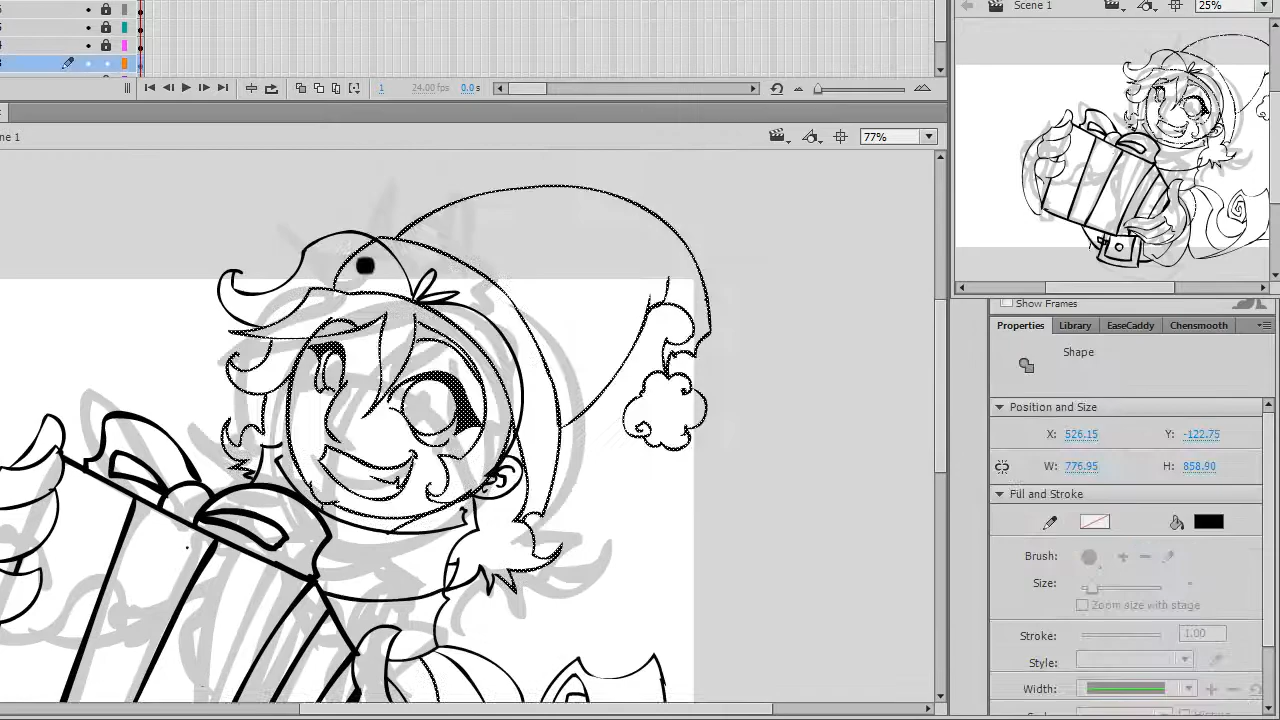 Scene 1
25%
1
24.00 fps
0.0 s
ne 1
77%
Show Frames
Properties
Library
EaseCaddy
Chensmooth
Shape
Position and Size
X: 526.15
Y: -122.75
W: 776.95
H: 858.90
Fill and Stroke
Brush:
Size:
Zoom size with stage
Stroke:
1.00
Style:
Width: